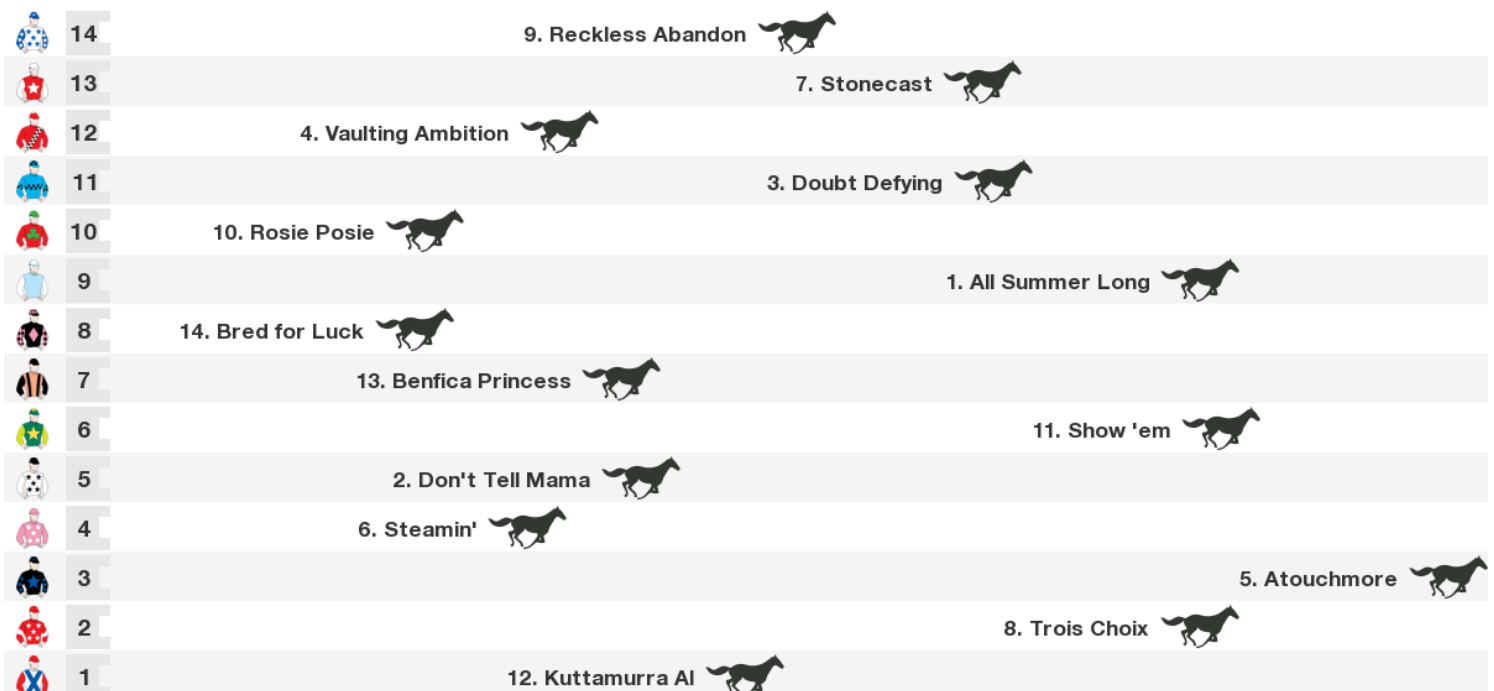 14 9. Reckless Abandon
13 7. Stonecast
12 4. Vaulting Ambition
11 3. Doubt Defying
10 10. Rosie Posie
9 1. All Summer Long
8 14. Bred for Luck
7 13. Benfica Princess
6 11. Show 'em
5 2. Don't Tell Mama
4 6. Steamin'
3 5. Atouchmore
2 8. Trois Choix
1 12. Kuttamurra Al